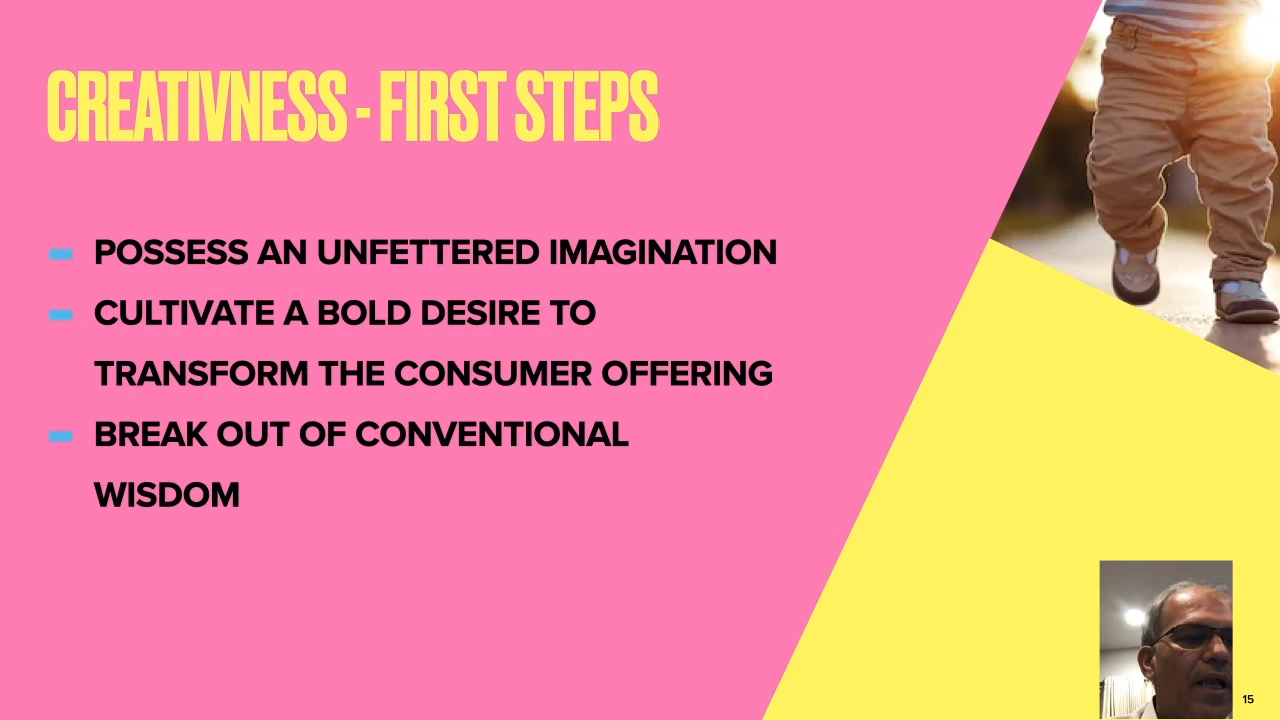 CREATIVNESS - FIRST STEPS
POSSESS AN UNFETTERED IMAGINATION
CULTIVATE A BOLD DESIRE TO
TRANSFORM THE CONSUMER OFFERING
BREAK OUT OF CONVENTIONAL
WISDOM
15